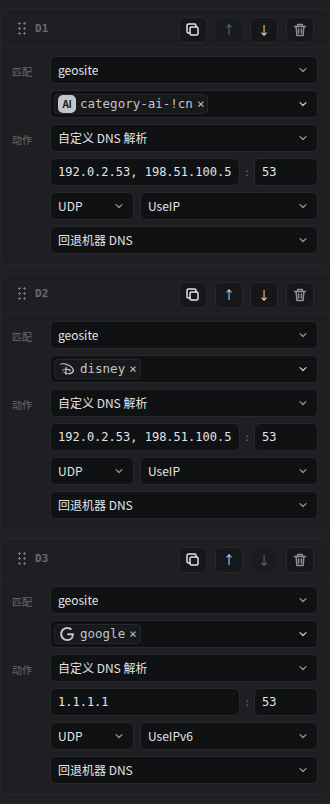 D1
匹配 geosite
AI category-ai-!cn ×
动作 自定义 DNS 解析
192.0.2.53, 198.51.100.5 : 53
UDP UseIP
回退机器 DNS
D2
匹配 geosite
disney ×
动作 自定义 DNS 解析
192.0.2.53, 198.51.100.5 : 53
UDP UseIP
回退机器 DNS
D3
匹配 geosite
google ×
动作 自定义 DNS 解析
1.1.1.1 : 53
UDP UseIPv6
回退机器 DNS